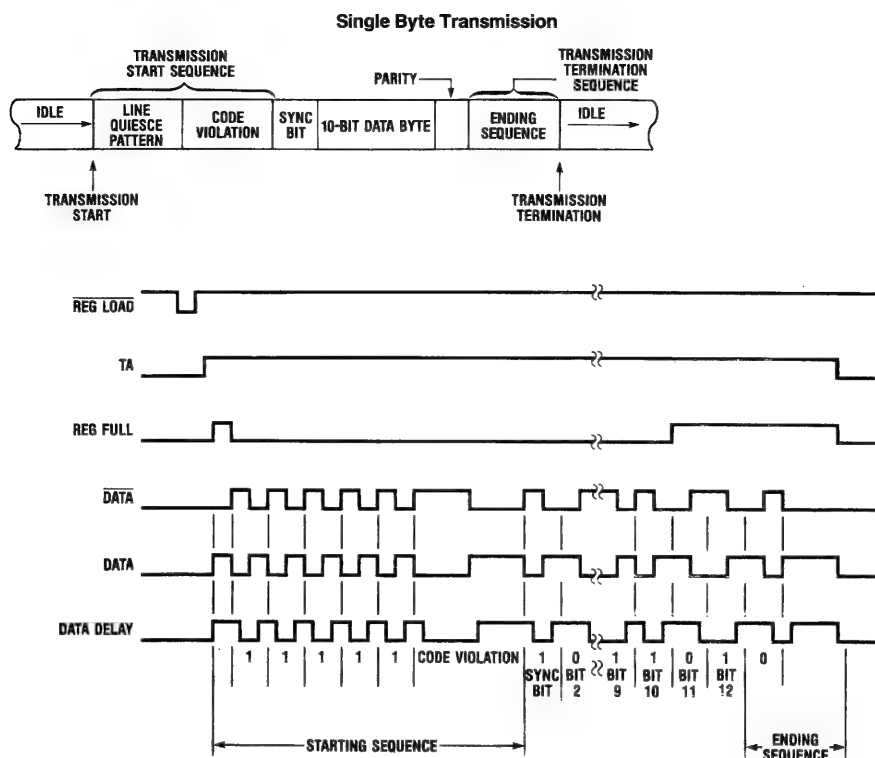 Single Byte Transmission
TRANSMISSION
START SEQUENCE
PARITY
TRANSMISSION
TERMINATION
SEQUENCE
IDLE
LINE
QUIESCE
PATTERN
CODE
VIOLATION
SYNC
BIT
10-BIT DATA BYTE
ENDING
SEQUENCE
IDLE
TRANSMISSION
START
TRANSMISSION
TERMINATION
REG LOAD
TA
REG FULL
DATA
DATA
DATA DELAY
1 1 1 1 1 CODE VIOLATION 1 0 1 1 0 1 0
SYNC BIT BIT BIT BIT BIT
BIT 2 9 10 11 12
STARTING SEQUENCE
ENDING
SEQUENCE